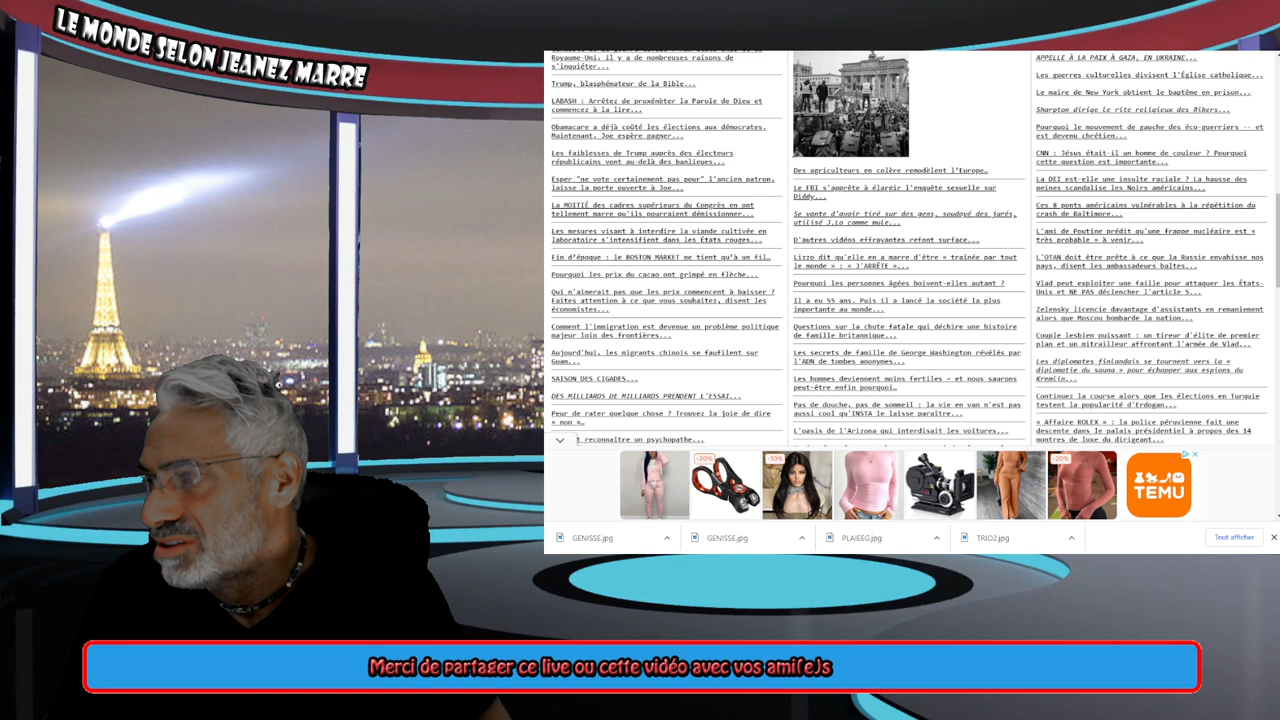 LE MONDE SELON JEANEZ MARRE
Royaume-Uni, il y a de nombreuses raisons de
s'inquiéter...
Trump, blasphémateur de la Bible...
LABASH : Arrêtez de proxénèter la Parole de Dieu et
commencez à la lire...
Obamacare a déjà coûté les élections aux démocrates.
Maintenant, Joe espère gagner...
Les faiblesses de Trump auprès des électeurs
républicains vont au-delà des banlieues...
Esper "ne vote certainement pas pour" l'ancien patron,
laisse la porte ouverte à Joe...
La MOITIÉ des cadres supérieurs du Congrès en ont
tellement marre qu'ils pourraient démissionner...
Les mesures visant à interdire la viande cultivée en
laboratoire s'intensifient dans les États rouges...
Fin d'époque : le BOSTON MARKET ne tient qu'à un fil…
Pourquoi les prix du cacao ont grimpé en flèche...
Qui n'aimerait pas que les prix commencent à baisser ?
Faites attention à ce que vous souhaitez, disent les
économistes...
Comment l'immigration est devenue un problème politique
majeur loin des frontières...
Aujourd'hui, les migrants chinois se faufilent sur
Guam...
SAISON DES CIGADES...
DES MILLIARDS DE MILLIARDS PRENDENT L'ESSAI...
Peur de rater quelque chose ? Trouvez la joie de dire
« non »…
t reconnaître un psychopathe...
Des agriculteurs en colère remodèlent l'Europe…
Le FBI s'apprête à élargir l'enquête sexuelle sur
Diddy...
Se vante d'avoir tiré sur des gens, soudoyé des jurés,
utilisé J.Lo comme mule...
D'autres vidéos effrayantes refont surface...
Lizzo dit qu'elle en a marre d'être « traînée par tout
le monde » : « J'ARRÊTE »...
Pourquoi les personnes âgées boivent-elles autant ?
Il a eu 55 ans. Puis il a lancé la société la plus
importante au monde...
Questions sur la chute fatale qui déchire une histoire
de famille britannique...
Les secrets de famille de George Washington révélés par
l'ADN de tombes anonymes...
Les hommes deviennent moins fertiles – et nous saurons
peut-être enfin pourquoi…
Pas de douche, pas de sommeil : la vie en van n'est pas
aussi cool qu'INSTA le laisse paraître...
L'oasis de l'Arizona qui interdisait les voitures...
APPELLE À LA PAIX À GAZA, EN UKRAINE...
Les guerres culturelles divisent l'Église catholique...
Le maire de New York obtient le baptême en prison...
Sharpton dirige le rite religieux des Rikers...
Pourquoi le mouvement de gauche des éco-guerriers -- et
est devenu chrétien...
CNN : Jésus était-il un homme de couleur ? Pourquoi
cette question est importante...
La DEI est-elle une insulte raciale ? La hausse des
peines scandalise les Noirs américains...
Ces 8 ponts américains vulnérables à la répétition du
crash de Baltimore...
L'ami de Poutine prédit qu'une frappe nucléaire est «
très probable » à venir...
L'OTAN doit être prête à ce que la Russie envahisse nos
pays, disent les ambassadeurs baltes...
Vlad peut exploiter une faille pour attaquer les États-
Unis et NE PAS déclencher l'article 5...
Zelensky licencie davantage d'assistants en remaniement
alors que Moscou bombarde la nation...
Couple lesbien puissant : un tireur d'élite de premier
plan et un mitrailleur affrontant l'armée de Vlad...
Les diplomates finlandais se tournent vers la «
diplomatie du sauna » pour échapper aux espions du
Kremlin...
Continuez la course alors que les élections en Turquie
testent la popularité d'Erdogan...
« Affaire ROLEX » : la police péruvienne fait une
descente dans le palais présidentiel à propos des 14
montres de luxe du dirigeant...
-20%
-10%
-20%
TEMU
GENISSE.jpg
GENISSE.jpg
PLAIEEG.jpg
TRIO2.jpg
Tout afficher
Merci de partager ce live ou cette vidéo avec vos ami(e)s